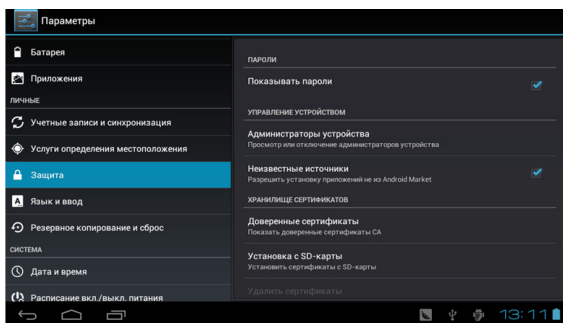 Параметры
Батарея
Приложения
ЛИЧНЫЕ
Учетные записи и синхронизация
Услуги определения местоположения
Защита
Язык и ввод
Резервное копирование и сброс
СИСТЕМА
Дата и время
Расписание вкл./выкл. питания
ПАРОЛИ
Показывать пароли
УПРАВЛЕНИЕ УСТРОЙСТВОМ
Администраторы устройства
Просмотр или отключение администраторов устройства
Неизвестные источники
Разрешить установку приложений не из Android Market
ХРАНИЛИЩЕ СЕРТИФИКАТОВ
Доверенные сертификаты
Показать доверенные сертификаты ЦС
Установка с SD-карты
Установить сертификаты с SD-карты
Удалить сертификаты
13:11